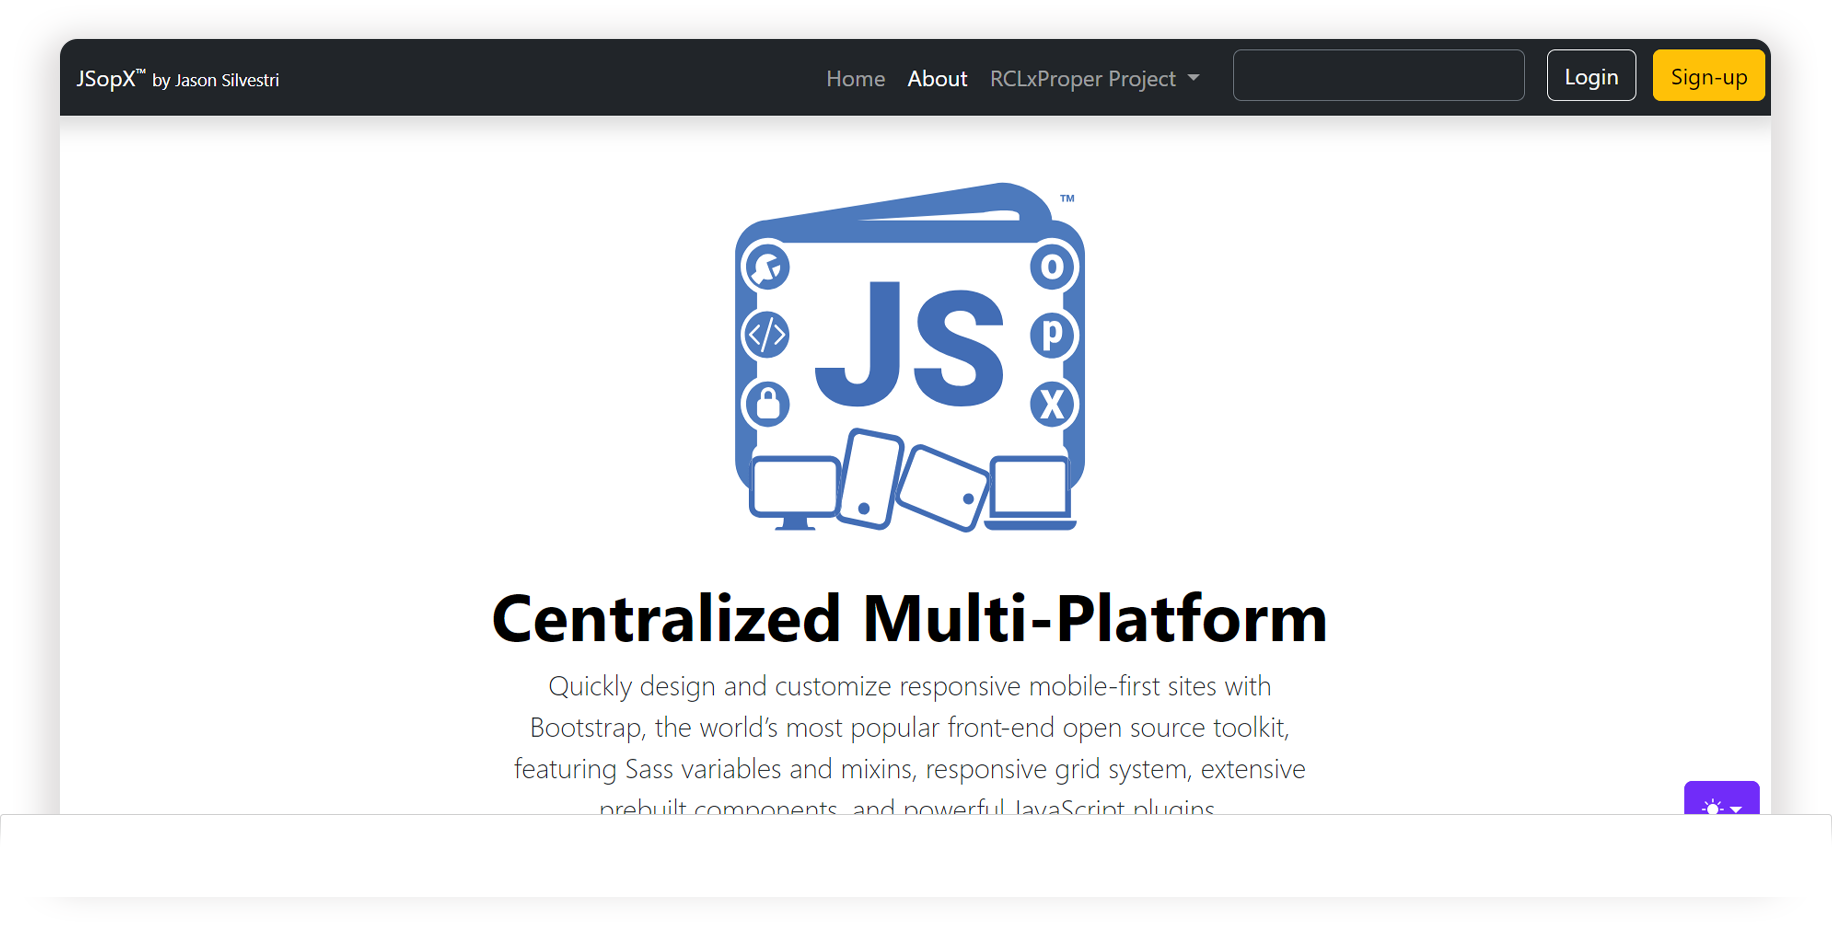 JSopX™ by Jason Silvestri
Home About RCLxProper Project Login Sign-up
™
JS
o
p
X
Centralized Multi-Platform
Quickly design and customize responsive mobile-first sites with
Bootstrap, the world’s most popular front-end open source toolkit,
featuring Sass variables and mixins, responsive grid system, extensive
prebuilt components, and powerful JavaScript plugins.